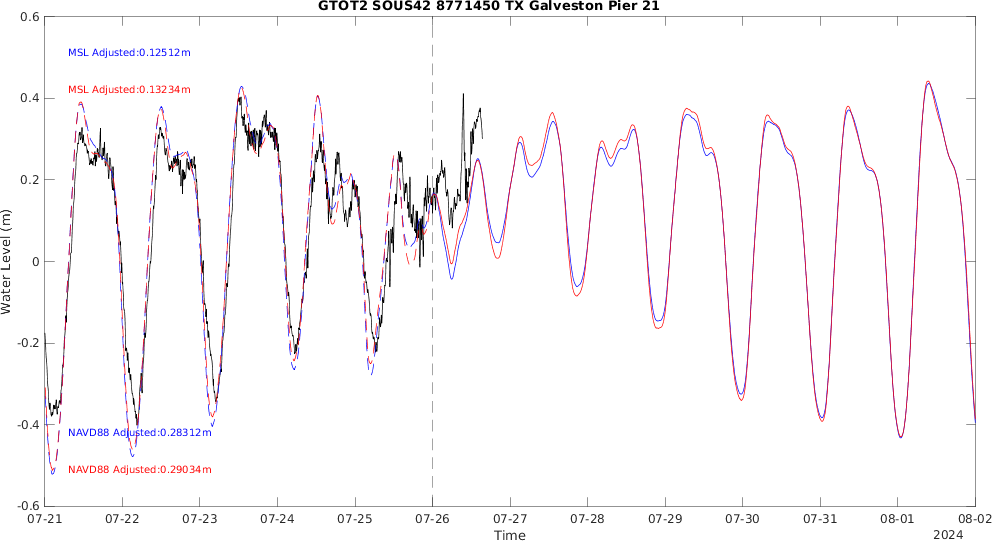 GTOT2 SOUS42 8771450 TX Galveston Pier 21
0.6
MSL Adjusted:0.12512m
MSL Adjusted:0.13234m
0.4
0.2
0
-0.2
-0.4
-0.6
Water Level (m)
NAVD88 Adjusted:0.28312m
NAVD88 Adjusted:0.29034m
07-21 07-22 07-23 07-24 07-25 07-26 07-27 07-28 07-29 07-30 07-31 08-01 08-02
Time
2024